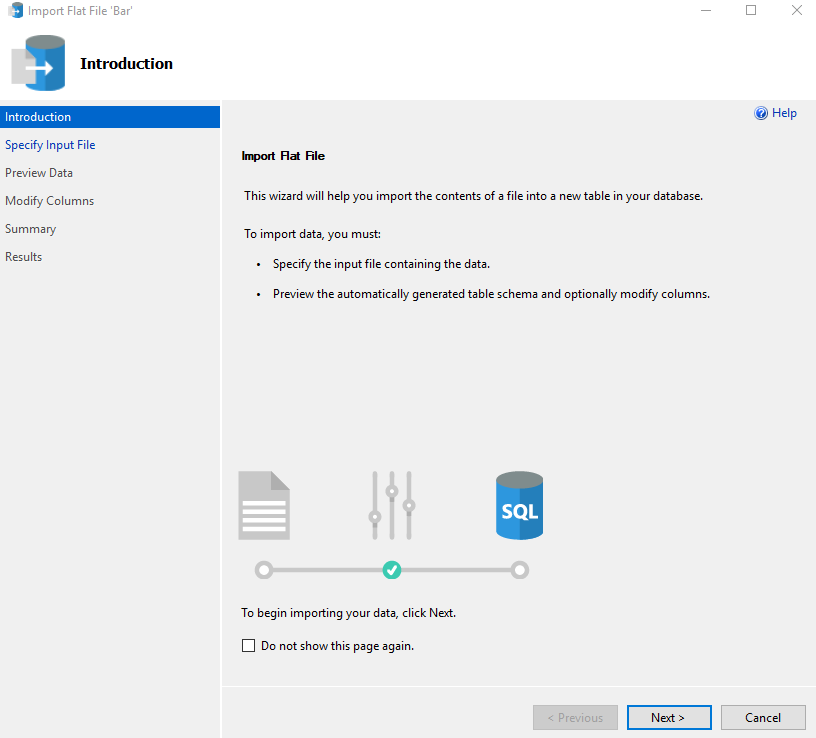 Import Flat File 'Bar'
Introduction
Introduction
Specify Input File
Preview Data
Modify Columns
Summary
Results
Help
Import Flat File
This wizard will help you import the contents of a file into a new table in your database.
To import data, you must:
• Specify the input file containing the data.
• Preview the automatically generated table schema and optionally modify columns.
SQL
To begin importing your data, click Next.
Do not show this page again.
< Previous
Next >
Cancel